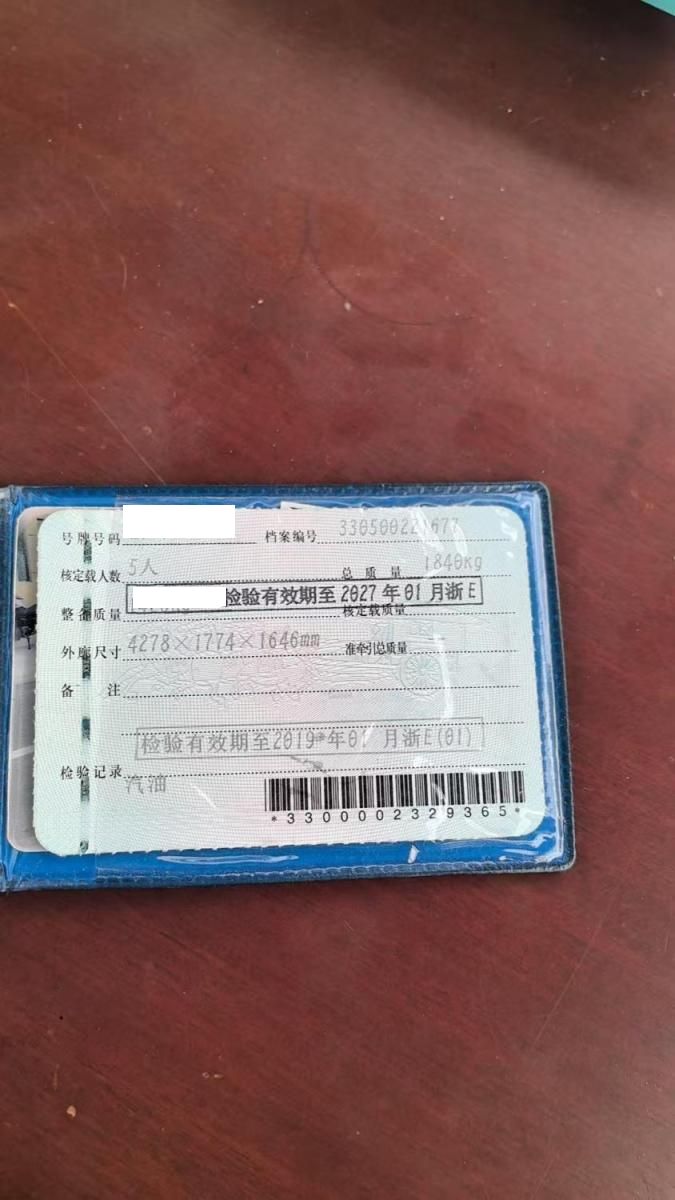 号牌号码 档案编号 330500221677
核定载人数 5人 总质量 1840kg
检验有效期至2027年01月浙E
整备质量 核定载质量
外廓尺寸 4278×1774×1646mm 准牵引总质量
备注
检验有效期至2019年01月浙E(01)
检验记录
汽油
*3300002329365*